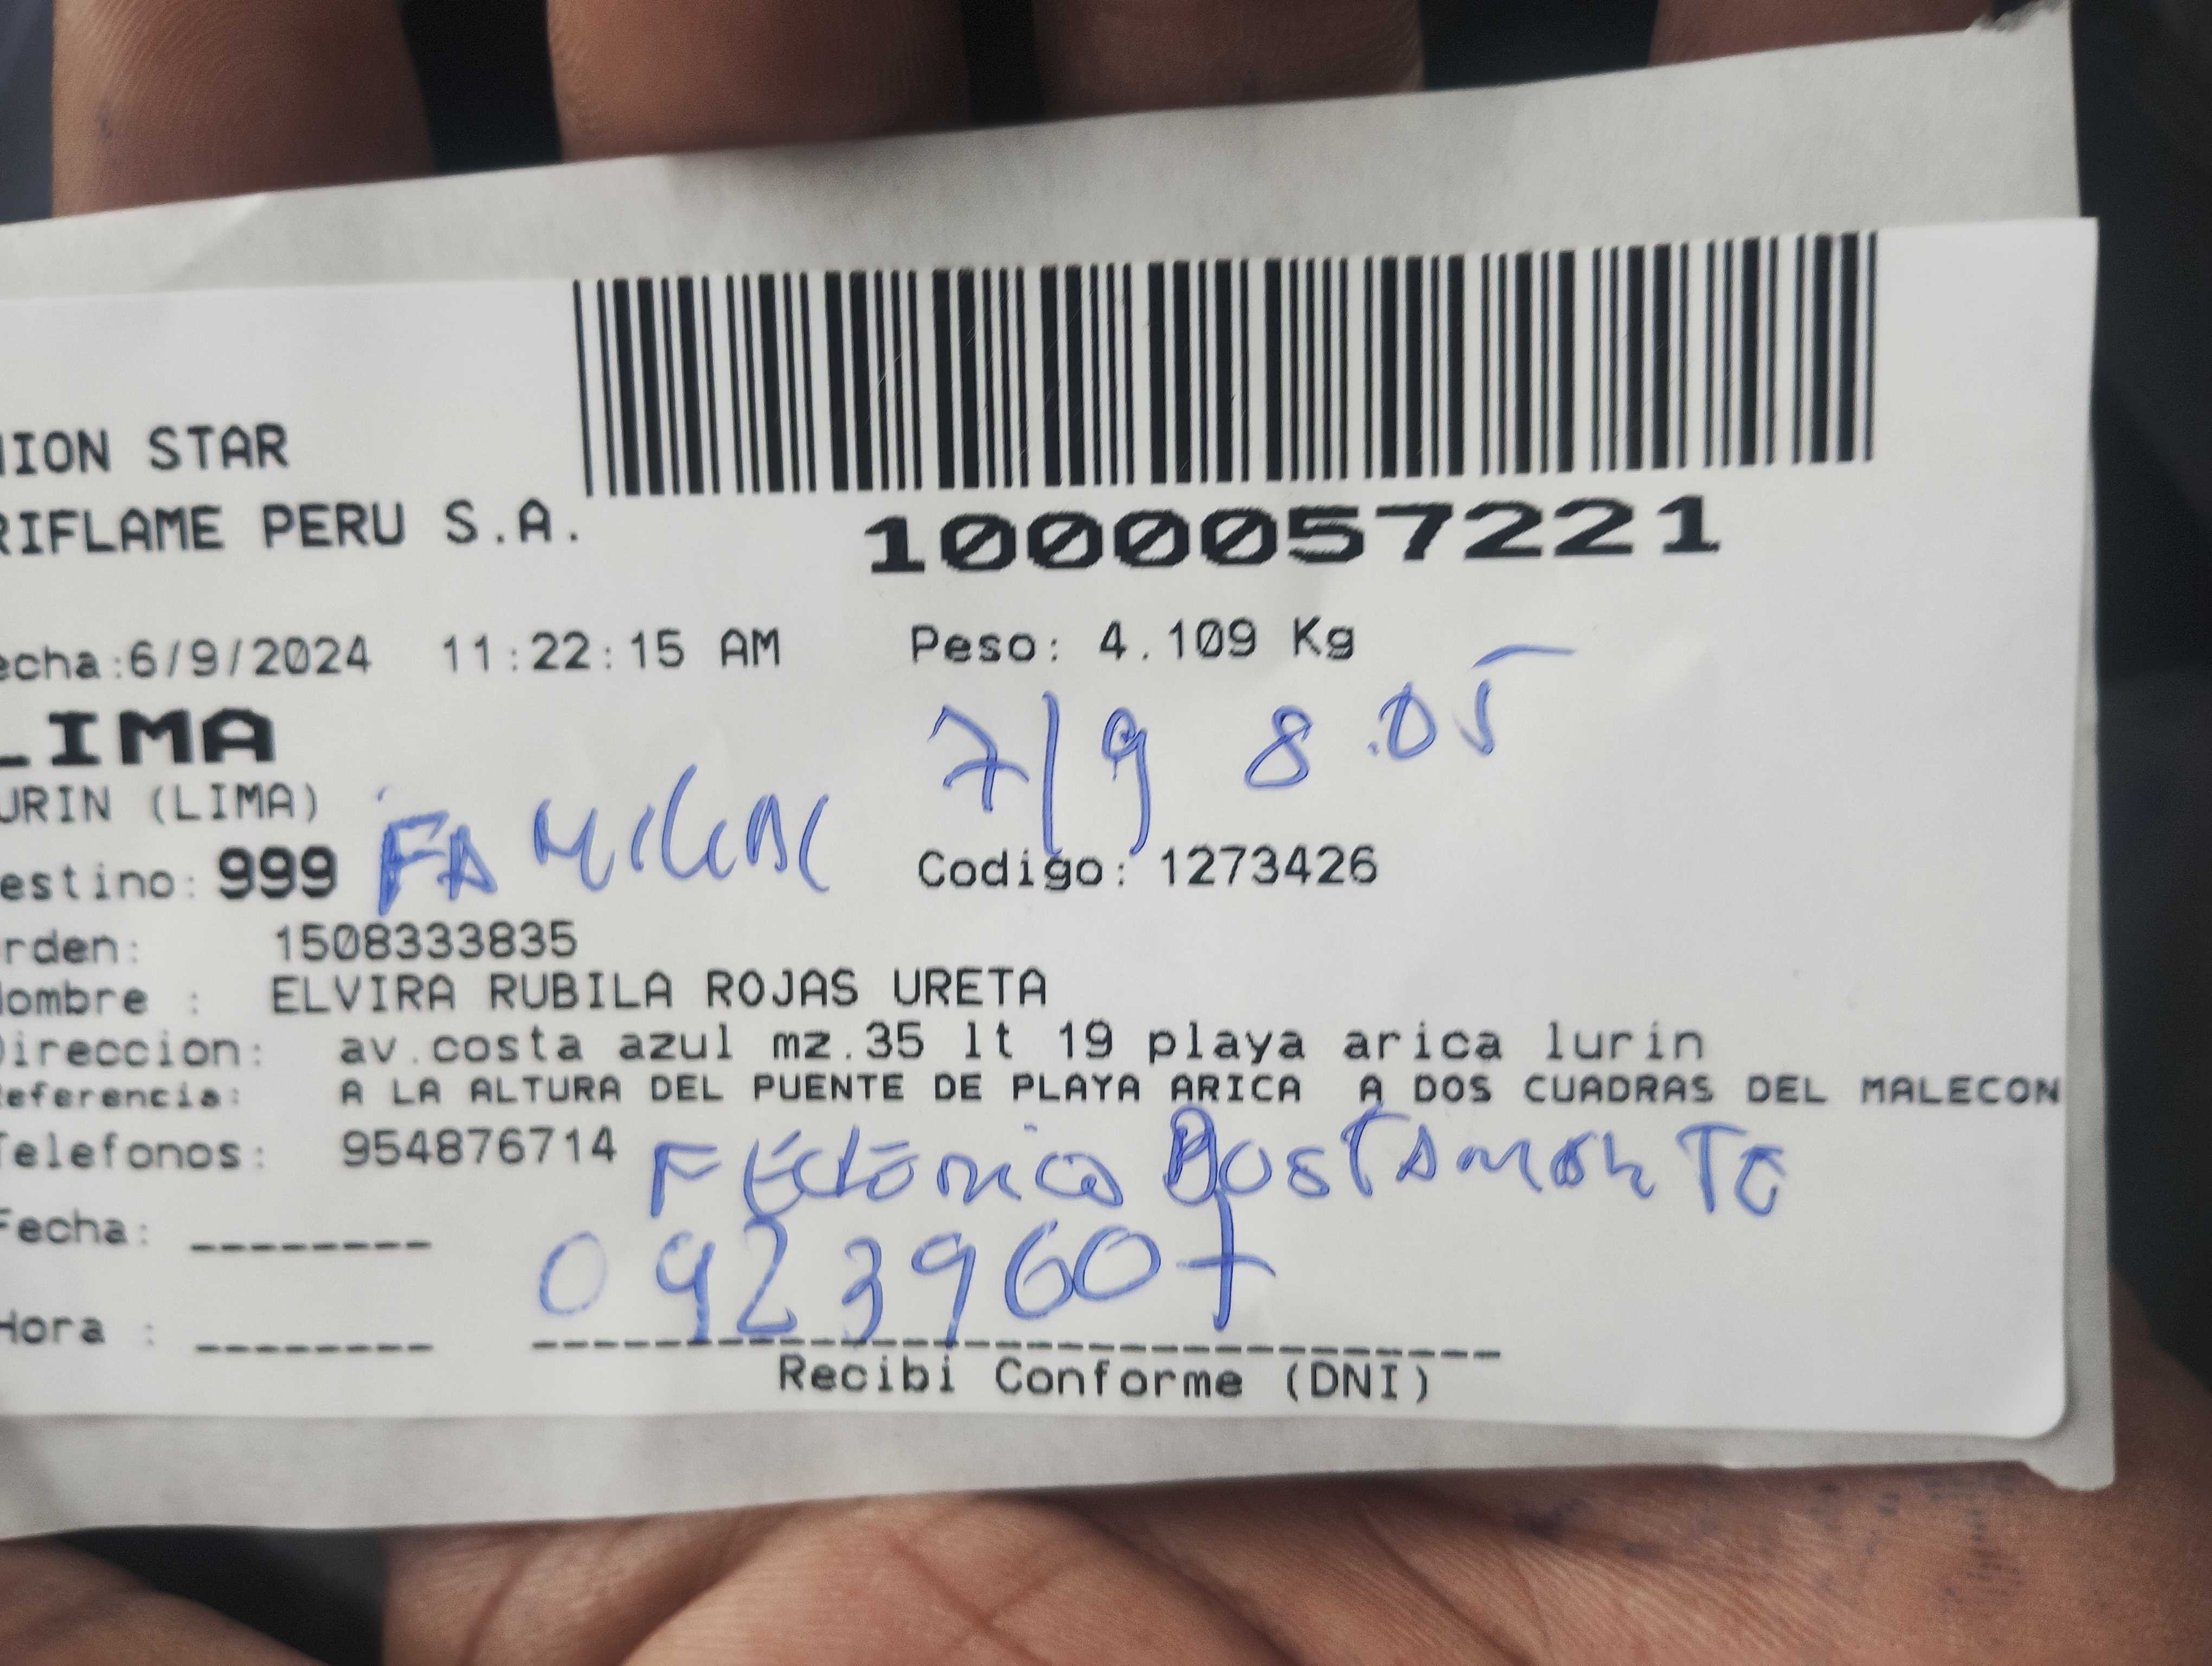 NION STAR
RIFLAME PERU S.A.
1000057221
echa:6/9/2024 11:22:15 AM Peso: 4.109 Kg
LIMA 7/9 8.05
URIN (LIMA)
estino: 999 Codigo: 1273426
rden: 1508333835
ombre : ELVIRA RUBILA ROJAS URETA
Direccion: av.costa azul mz.35 lt 19 playa arica lurin
eferencia: A LA ALTURA DEL PUENTE DE PLAYA ARICA A DOS CUADRAS DEL MALECON
Telefonos: 954876714
Fecha: --------
09239607
Hora : --------
Recibi Conforme (DNI)